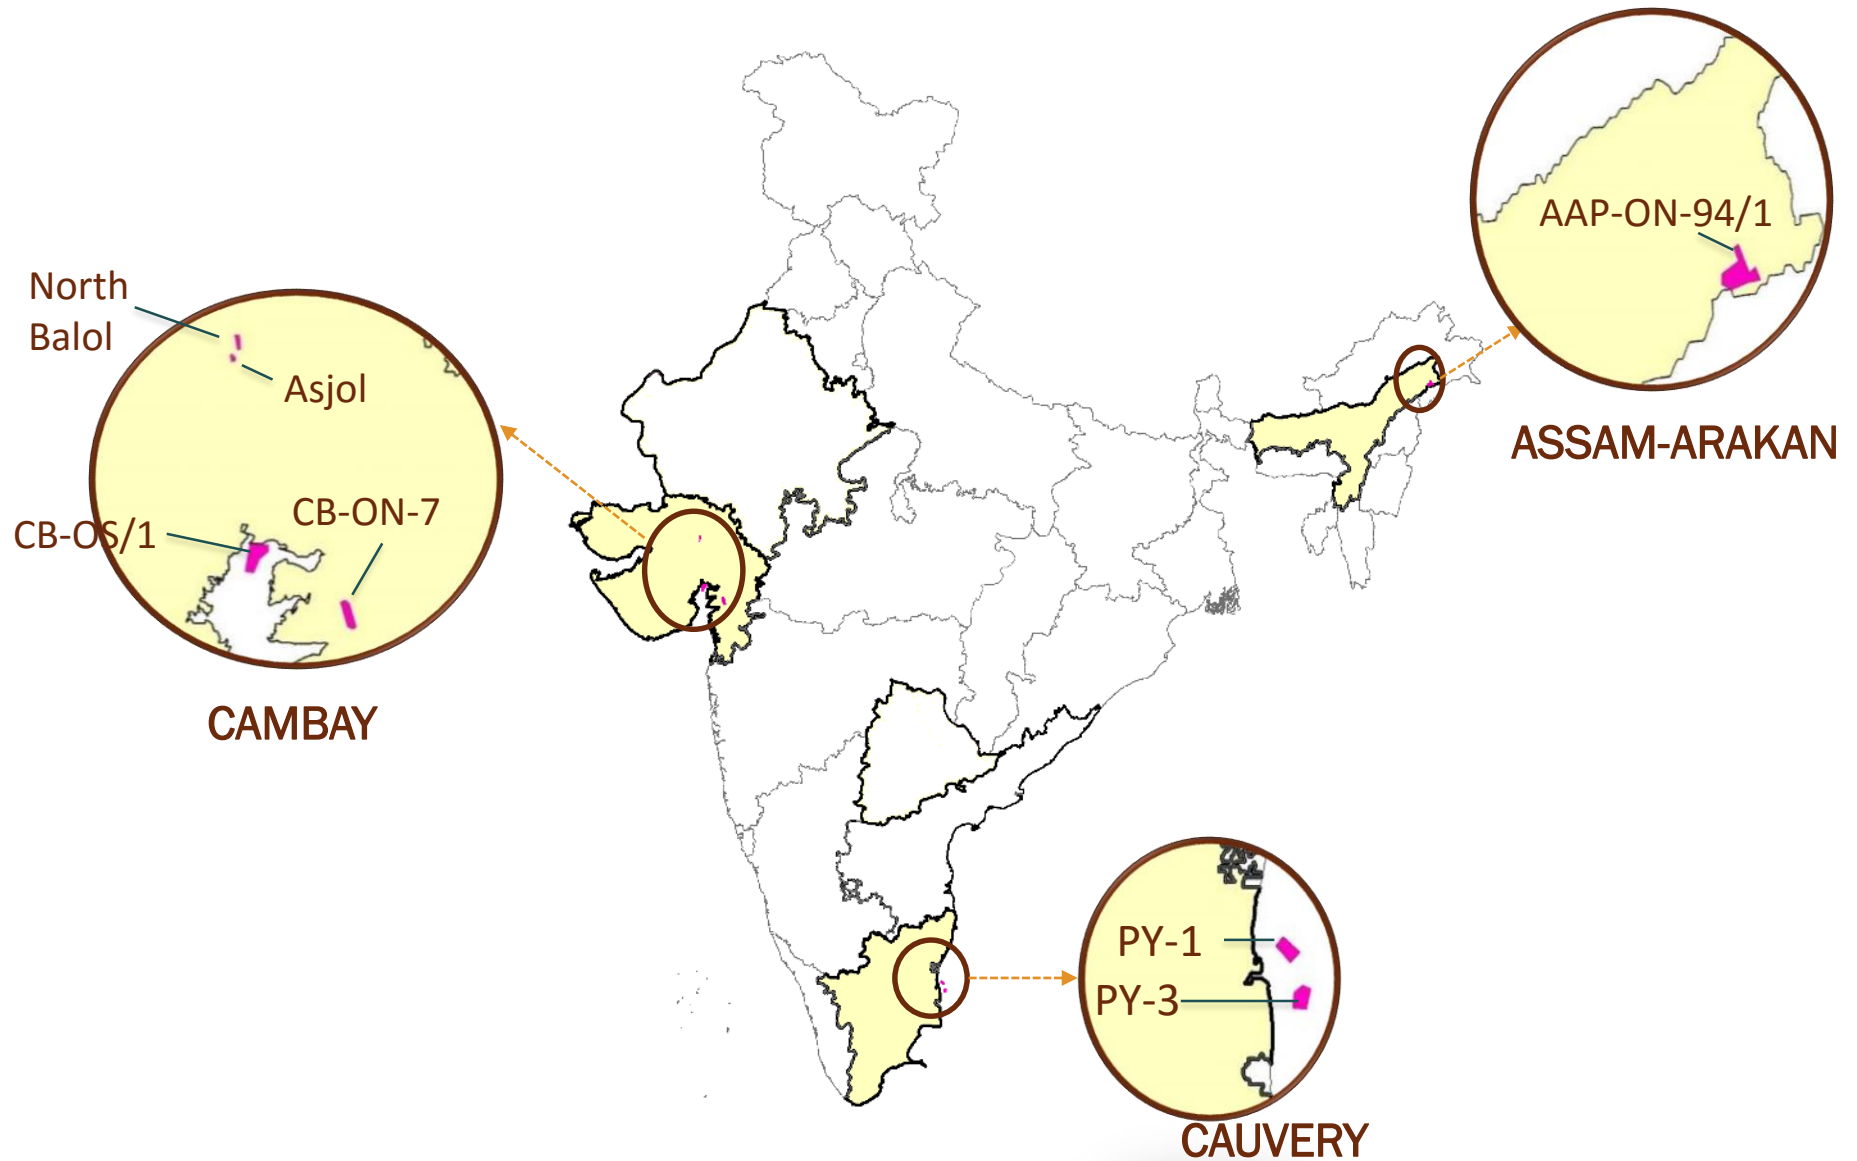 North
Balol
Asjol
CB-OS/1
CB-ON-7
CAMBAY
AAP-ON-94/1
ASSAM-ARAKAN
PY-1
PY-3
CAUVERY